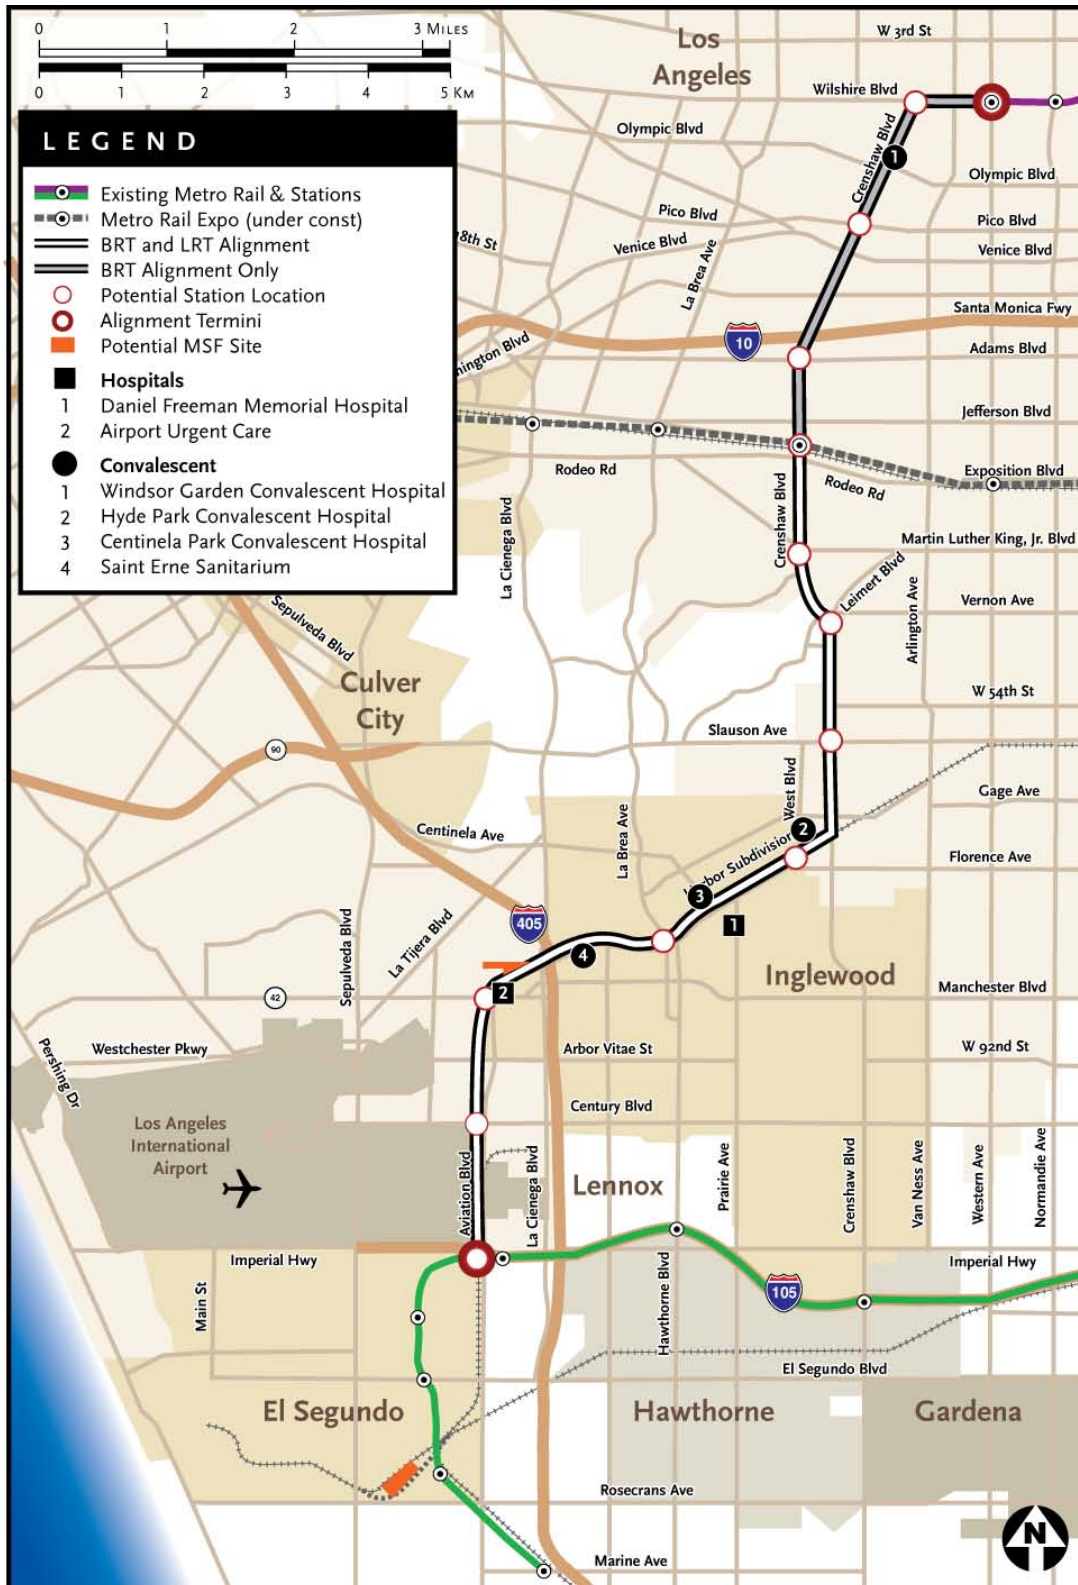 0 1 2 3 MILES
0 1 2 3 4 5 KM
LEGEND
Existing Metro Rail & Stations
Metro Rail Expo (under const)
BRT and LRT Alignment
BRT Alignment Only
Potential Station Location
Alignment Termini
Potential MSF Site
Hospitals
1 Daniel Freeman Memorial Hospital
2 Airport Urgent Care
Convalescent
1 Windsor Garden Convalescent Hospital
2 Hyde Park Convalescent Hospital
3 Centinela Park Convalescent Hospital
4 Saint Erne Sanitarium
Los
Angeles
W 3rd St
Wilshire Blvd
Olympic Blvd
Crenshaw Blvd
1
Olympic Blvd
Pico Blvd
Pico Blvd
18th St
Venice Blvd
Venice Blvd
La Brea Ave
Santa Monica Fwy
10
Adams Blvd
Jefferson Blvd
Rodeo Rd
Rodeo Rd
Exposition Blvd
Crenshaw Blvd
La Cienega Blvd
Martin Luther King, Jr. Blvd
Leimert Blvd
Vernon Ave
Arlington Ave
Sepulveda Blvd
Culver
City
W 54th St
Slauson Ave
90
West Blvd
Gage Ave
Centinela Ave
La Brea Ave
2
Subdivision
Florence Ave
3
405
1
La Tijera Blvd
Sepulveda Blvd
4
Inglewood
2
42
Manchester Blvd
Pershing Dr
Westchester Pkwy
Arbor Vitae St
W 92nd St
Century Blvd
Los Angeles
International
Airport
Aviation Blvd
La Cienega Blvd
Lennox
Prairie Ave
Crenshaw Blvd
Van Ness Ave
Western Ave
Normandie Ave
Imperial Hwy
Imperial Hwy
Main St
Hawthorne Blvd
105
El Segundo Blvd
El Segundo
Hawthorne
Gardena
Rosecrans Ave
N
Marine Ave